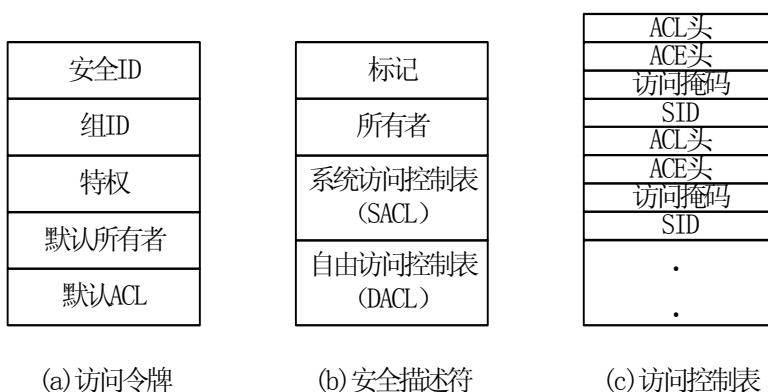 安全ID
组ID
特权
默认所有者
默认ACL
(a)访问令牌
标记
所有者
系统访问控制表
(SACL)
自由访问控制表
(DACL)
(b)安全描述符
ACL头
ACE头
访问掩码
SID
ACL头
ACE头
访问掩码
SID
.
.
(c)访问控制表